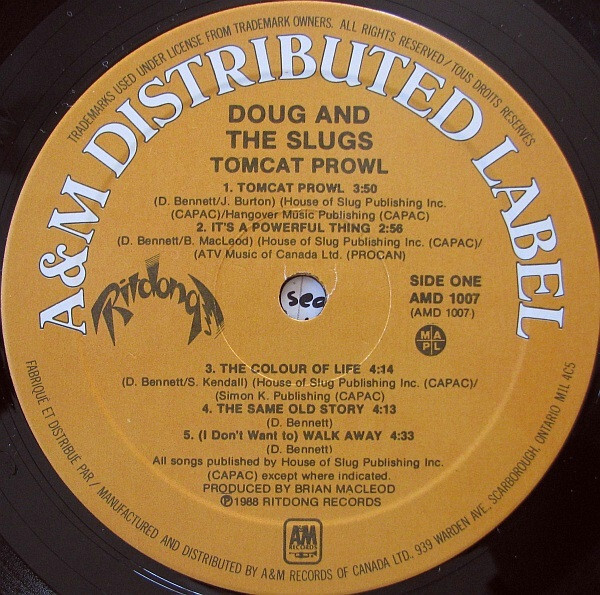 TRADEMARKS USED UNDER LICENSE FROM TRADEMARK OWNERS. ALL RIGHTS RESERVED/TOUS DROITS RESERVÉS
A&M DISTRIBUTED LABEL
DOUG AND
THE SLUGS
TOMCAT PROWL
1. TOMCAT PROWL 3:50
(D. Bennett/J. Burton) (House of Slug Publishing Inc.
(CAPAC)/Hangover Music Publishing (CAPAC)
2. IT'S A POWERFUL THING 2:56
(D. Bennett/B. MacLeod) (House of Slug Publishing Inc. (CAPAC)/
(ATV Music of Canada Ltd. (PROCAN)
Ritdong
sea
SIDE ONE
AMD 1007
(AMD 1007)
M A
P L
3. THE COLOUR OF LIFE 4:14
(D. Bennett/S. Kendall) (House of Slug Publishing Inc. (CAPAC)/
Simon K. Publishing (CAPAC)
4. THE SAME OLD STORY 4:13
(D. Bennett)
5. (I Don't Want to) WALK AWAY 4:33
(D. Bennett)
All songs published by House of Slug Publishing Inc.
(CAPAC) except where indicated.
PRODUCED BY BRIAN MACLEOD
Ⓟ1988 RITDONG RECORDS
A&M
RECORDS
FABRIQUE ET DISTRIBUE PAR / MANUFACTURED AND DISTRIBUTED BY A&M RECORDS OF CANADA LTD., 939 WARDEN AVE., SCARBOROUGH, ONTARIO M1L 4C5